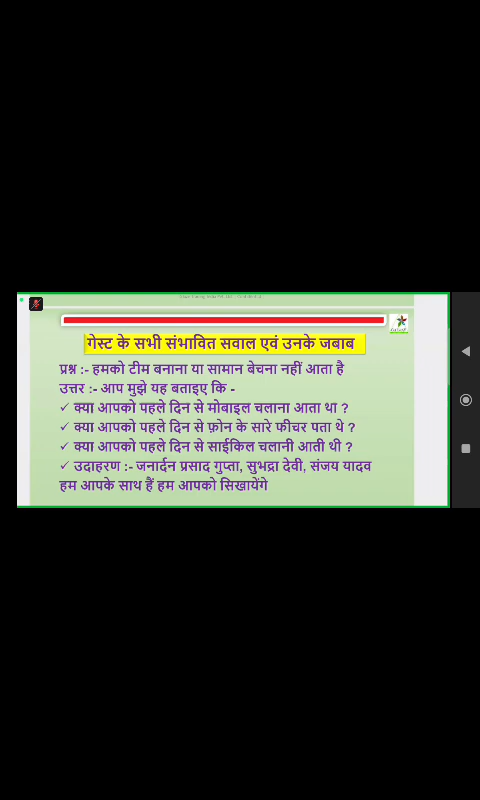 गेस्ट के सभी संभावित सवाल एवं उनके जबाब
प्रश्न :- हमको टीम बनाना या सामान बेचना नहीं आता है
उत्तर :- आप मुझे यह बताइए कि -
✓ क्या आपको पहले दिन से मोबाइल चलाना आता था ?
✓ क्या आपको पहले दिन से फ़ोन के सारे फीचर पता थे ?
✓ क्या आपको पहले दिन से साईकिल चलानी आती थी ?
✓ उदाहरण :- जनार्दन प्रसाद गुप्ता, सुभद्रा देवी, संजय यादव
हम आपके साथ हैं हम आपको सिखायेंगे